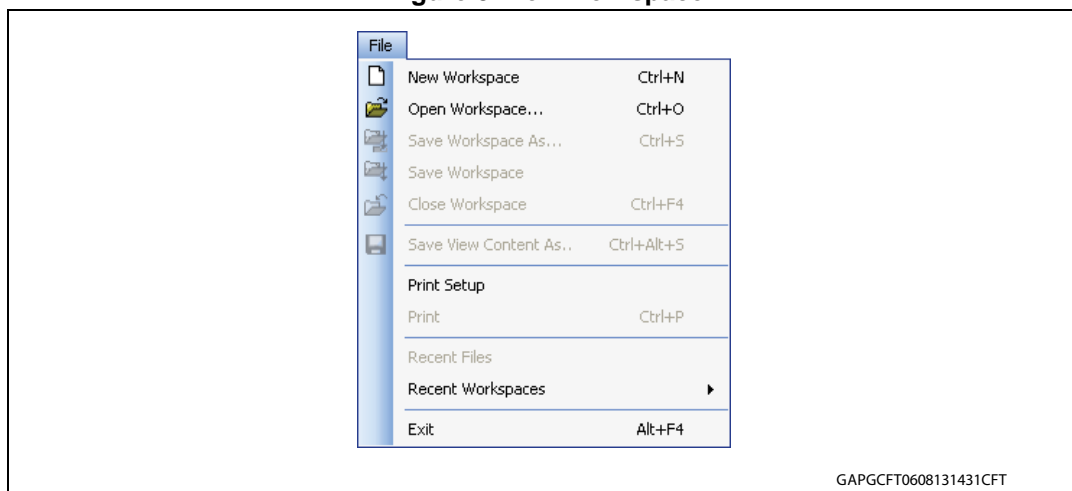 File
New Workspace Ctrl+N
Open Workspace... Ctrl+O
Save Workspace As... Ctrl+S
Save Workspace
Close Workspace Ctrl+F4
Save View Content As.. Ctrl+Alt+S
Print Setup
Print Ctrl+P
Recent Files
Recent Workspaces
Exit Alt+F4
GAPGCFT0608131431CFT